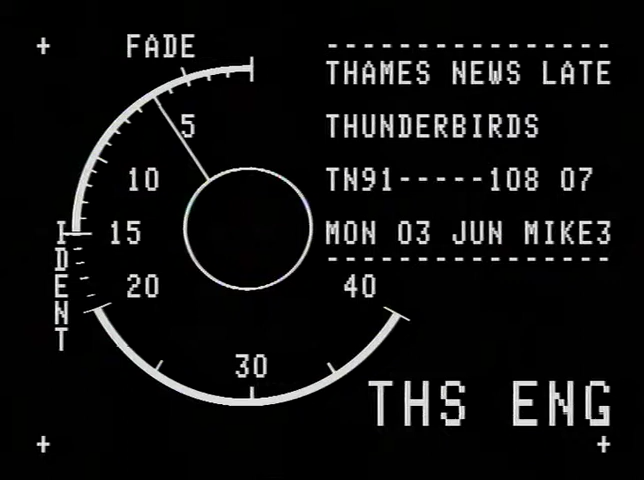 FADE
5
10
15
20
30
40
IDENT
----------------
THAMES NEWS LATE
THUNDERBIRDS
TN91-----108 07
MON 03 JUN MIKE3
----------------
THS ENG